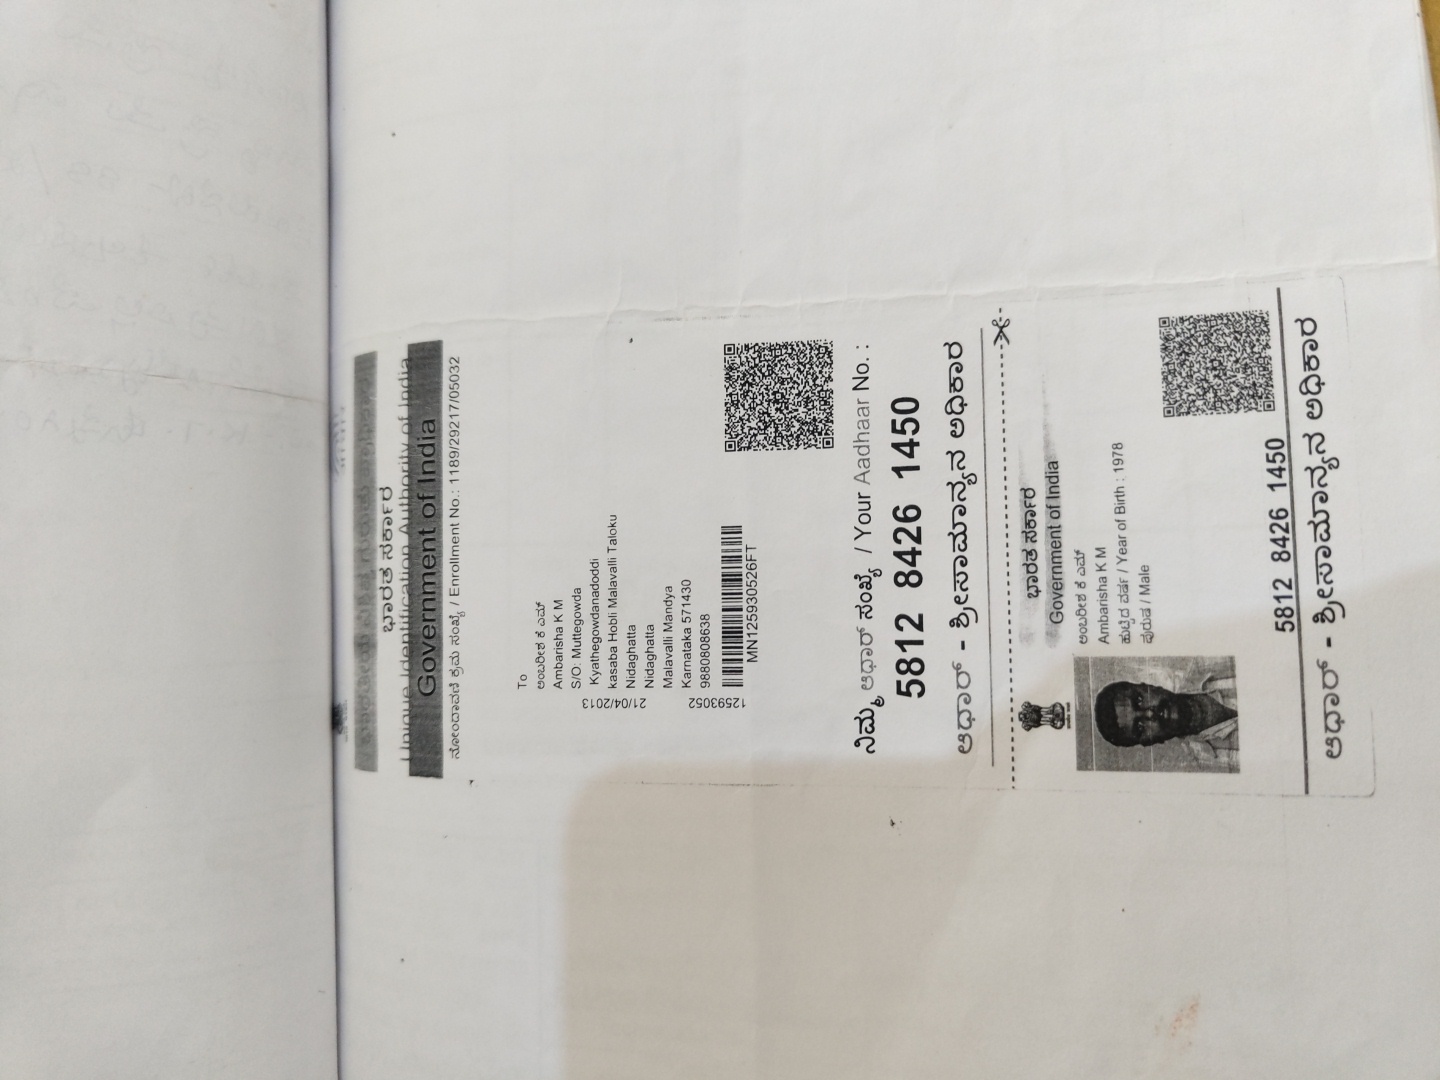 ಭಾರತ ಸರ್ಕಾರ
Unique Identification Authority of India
Government of India
ನೋಂದಾವಣೆ ಕ್ರಮ ಸಂಖ್ಯೆ / Enrollment No.: 1189/29217/05032
To
ಅಂಬರೀಶ ಕೆ ಎಮ್
Ambarisha K M
S/O: Muttegowda
Kyathegowdanadoddi
kasaba Hobli Malavalli Taloku
Nidaghatta
Nidaghatta
Malavalli Mandya
Karnataka 571430
9880808638
21/04/2013
12593052
MN125930526FT
ನಿಮ್ಮ ಆಧಾರ್ ಸಂಖ್ಯೆ / Your Aadhaar No. :
5812 8426 1450
ಆಧಾರ್ - ಶ್ರೀಸಾಮಾನ್ಯನ ಅಧಿಕಾರ
ಭಾರತ ಸರ್ಕಾರ
Government of India
ಅಂಬರೀಶ ಕೆ ಎಮ್
Ambarisha K M
ಹುಟ್ಟಿದ ವರ್ಷ / Year of Birth : 1978
ಪುರುಷ / Male
5812 8426 1450
ಆಧಾರ್ - ಶ್ರೀಸಾಮಾನ್ಯನ ಅಧಿಕಾರ